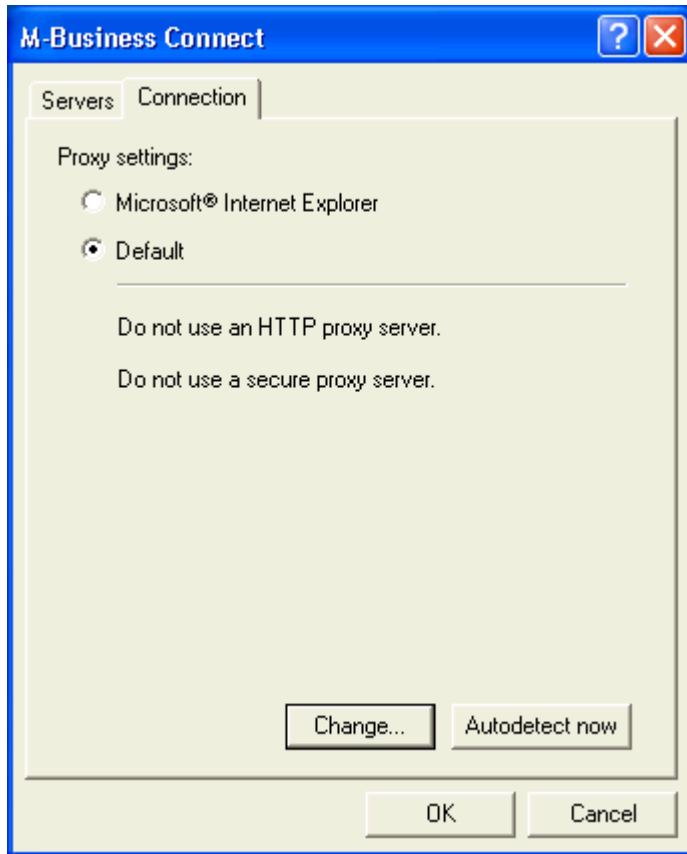 M-Business Connect
Servers Connection
Proxy settings:
Microsoft® Internet Explorer
Default
Do not use an HTTP proxy server.
Do not use a secure proxy server.
Change... Autodetect now
OK Cancel